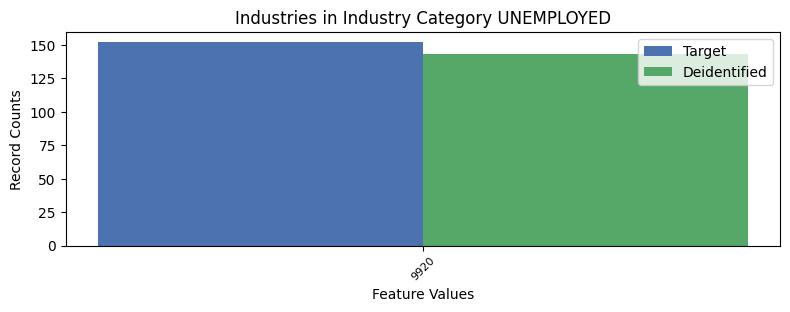 Industries in Industry Category UNEMPLOYED
Record Counts
150
125
100
75
50
25
0
Target
Deidentified
9920
Feature Values